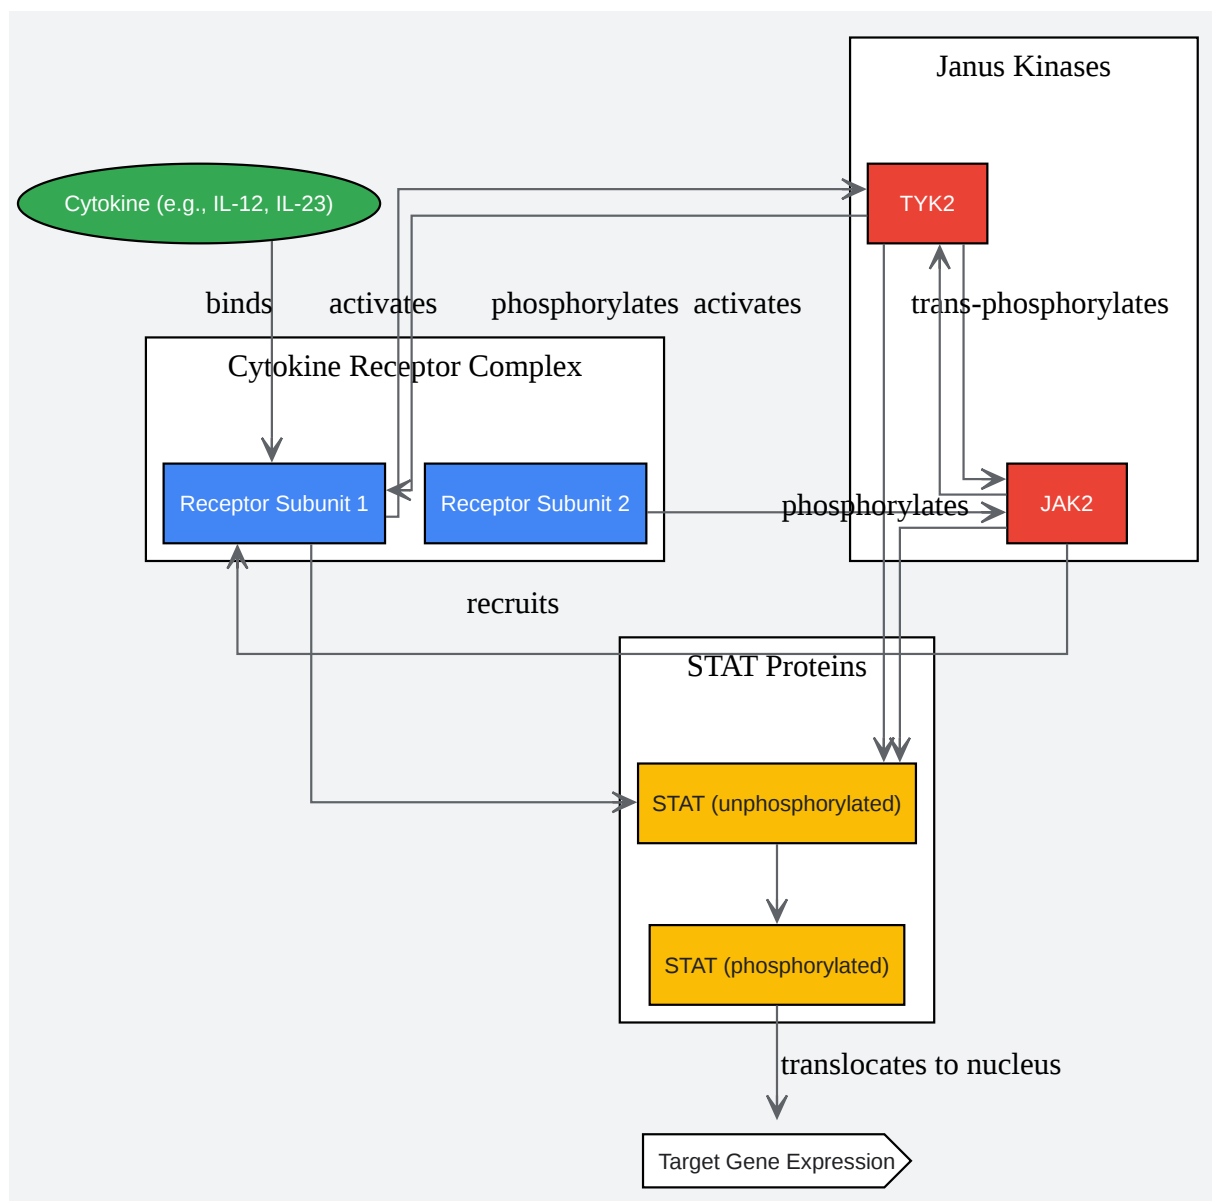 Janus Kinases
Cytokine (e.g., IL-12, IL-23)
TYK2
binds
activates
phosphorylates
activates
trans-phosphorylates
Cytokine Receptor Complex
Receptor Subunit 1
Receptor Subunit 2
phosphorylates
JAK2
recruits
STAT Proteins
STAT (unphosphorylated)
STAT (phosphorylated)
translocates to nucleus
Target Gene Expression